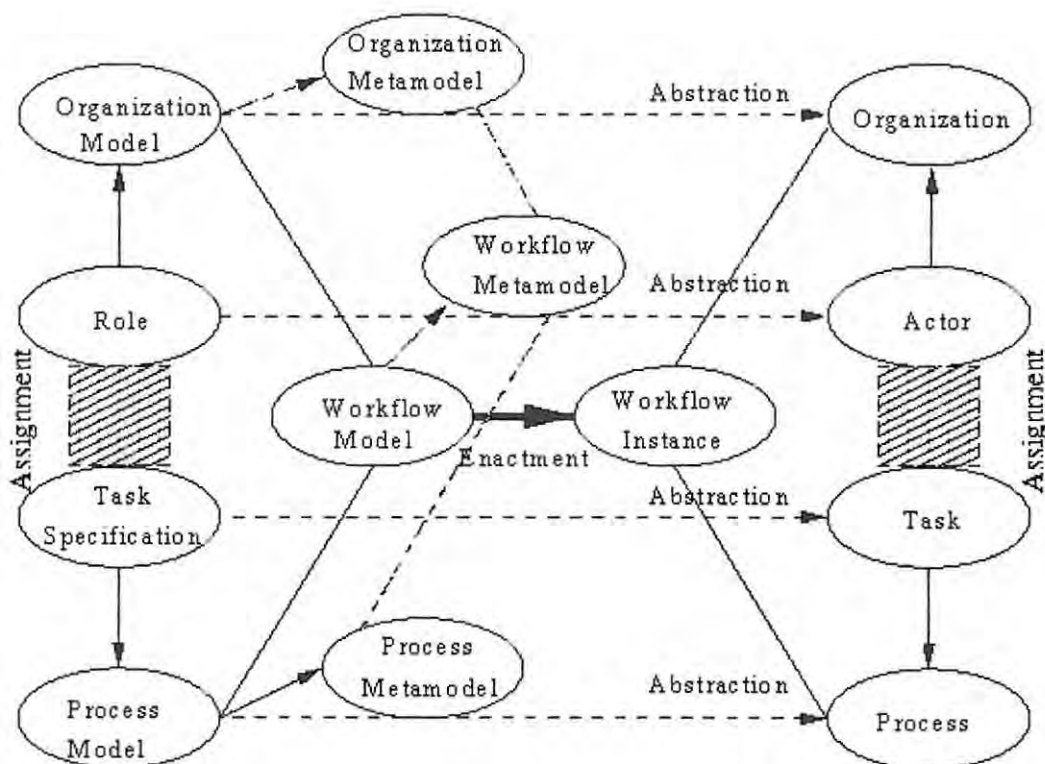 Organization
Metamodel
Organization
Model
Abstraction
Organization
Workflow
Metamodel
Abstraction
Role
Actor
Assignment
Assignment
Workflow
Model
Workflow
Instance
Enactment
Task
Specification
Abstraction
Task
Process
Metamodel
Process
Model
Abstraction
Process